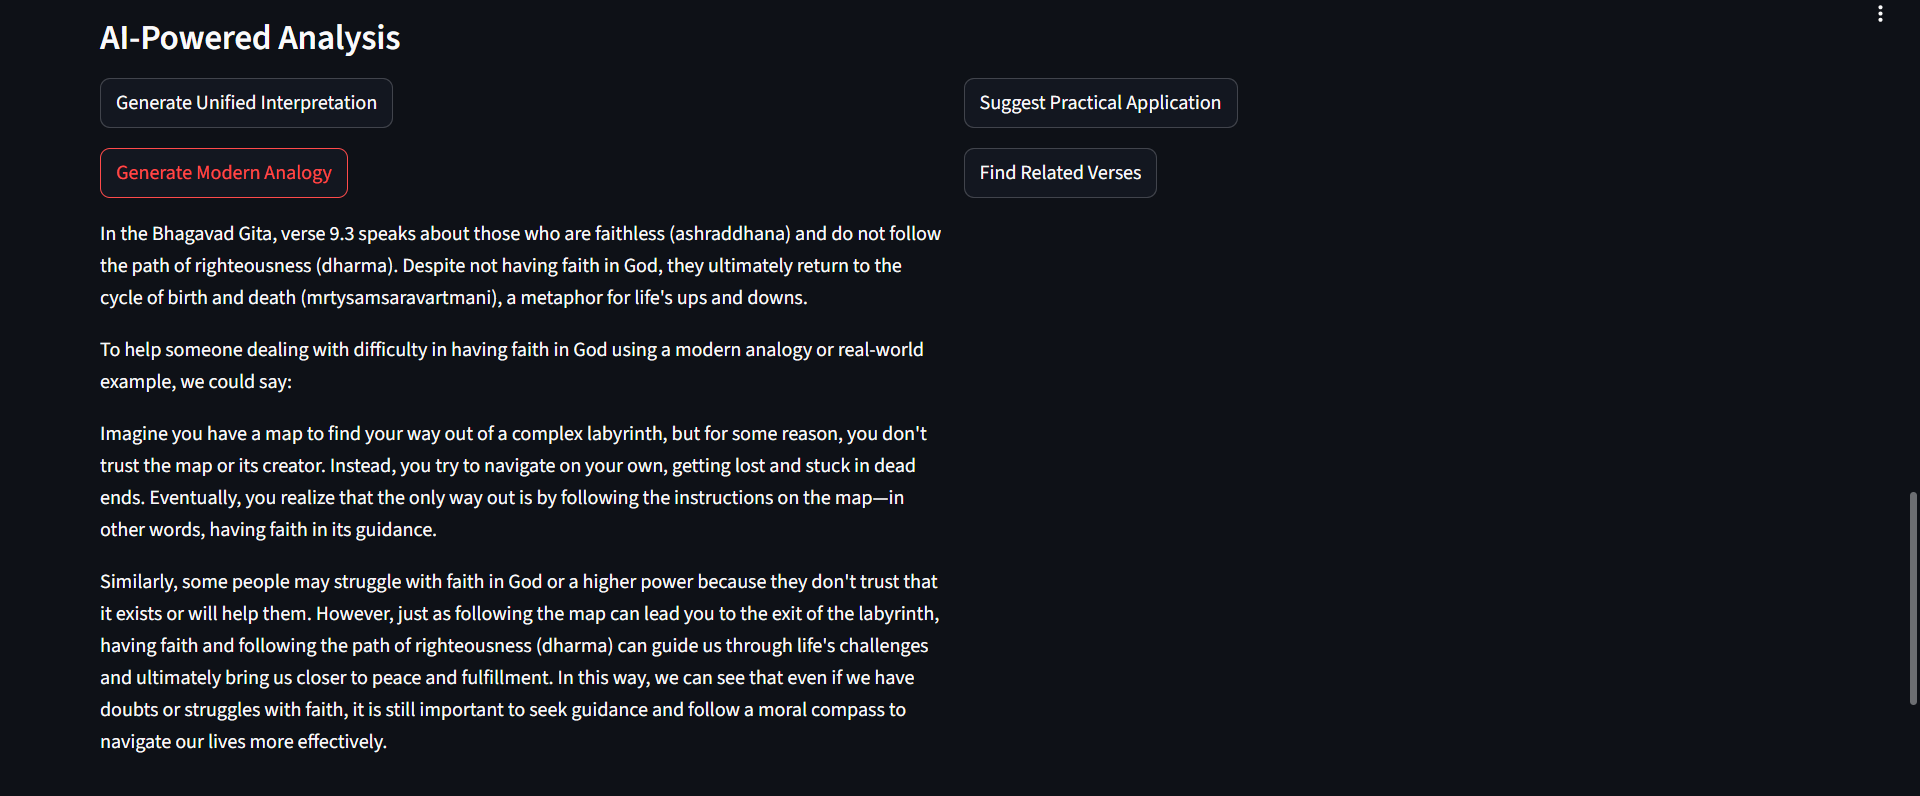 AI-Powered Analysis
Generate Unified Interpretation
Suggest Practical Application
Generate Modern Analogy
Find Related Verses
In the Bhagavad Gita, verse 9.3 speaks about those who are faithless (ashraddhana) and do not follow
the path of righteousness (dharma). Despite not having faith in God, they ultimately return to the
cycle of birth and death (mrtysamsaravartmani), a metaphor for life's ups and downs.
To help someone dealing with difficulty in having faith in God using a modern analogy or real-world
example, we could say:
Imagine you have a map to find your way out of a complex labyrinth, but for some reason, you don't
trust the map or its creator. Instead, you try to navigate on your own, getting lost and stuck in dead
ends. Eventually, you realize that the only way out is by following the instructions on the map—in
other words, having faith in its guidance.
Similarly, some people may struggle with faith in God or a higher power because they don't trust that
it exists or will help them. However, just as following the map can lead you to the exit of the labyrinth,
having faith and following the path of righteousness (dharma) can guide us through life's challenges
and ultimately bring us closer to peace and fulfillment. In this way, we can see that even if we have
doubts or struggles with faith, it is still important to seek guidance and follow a moral compass to
navigate our lives more effectively.